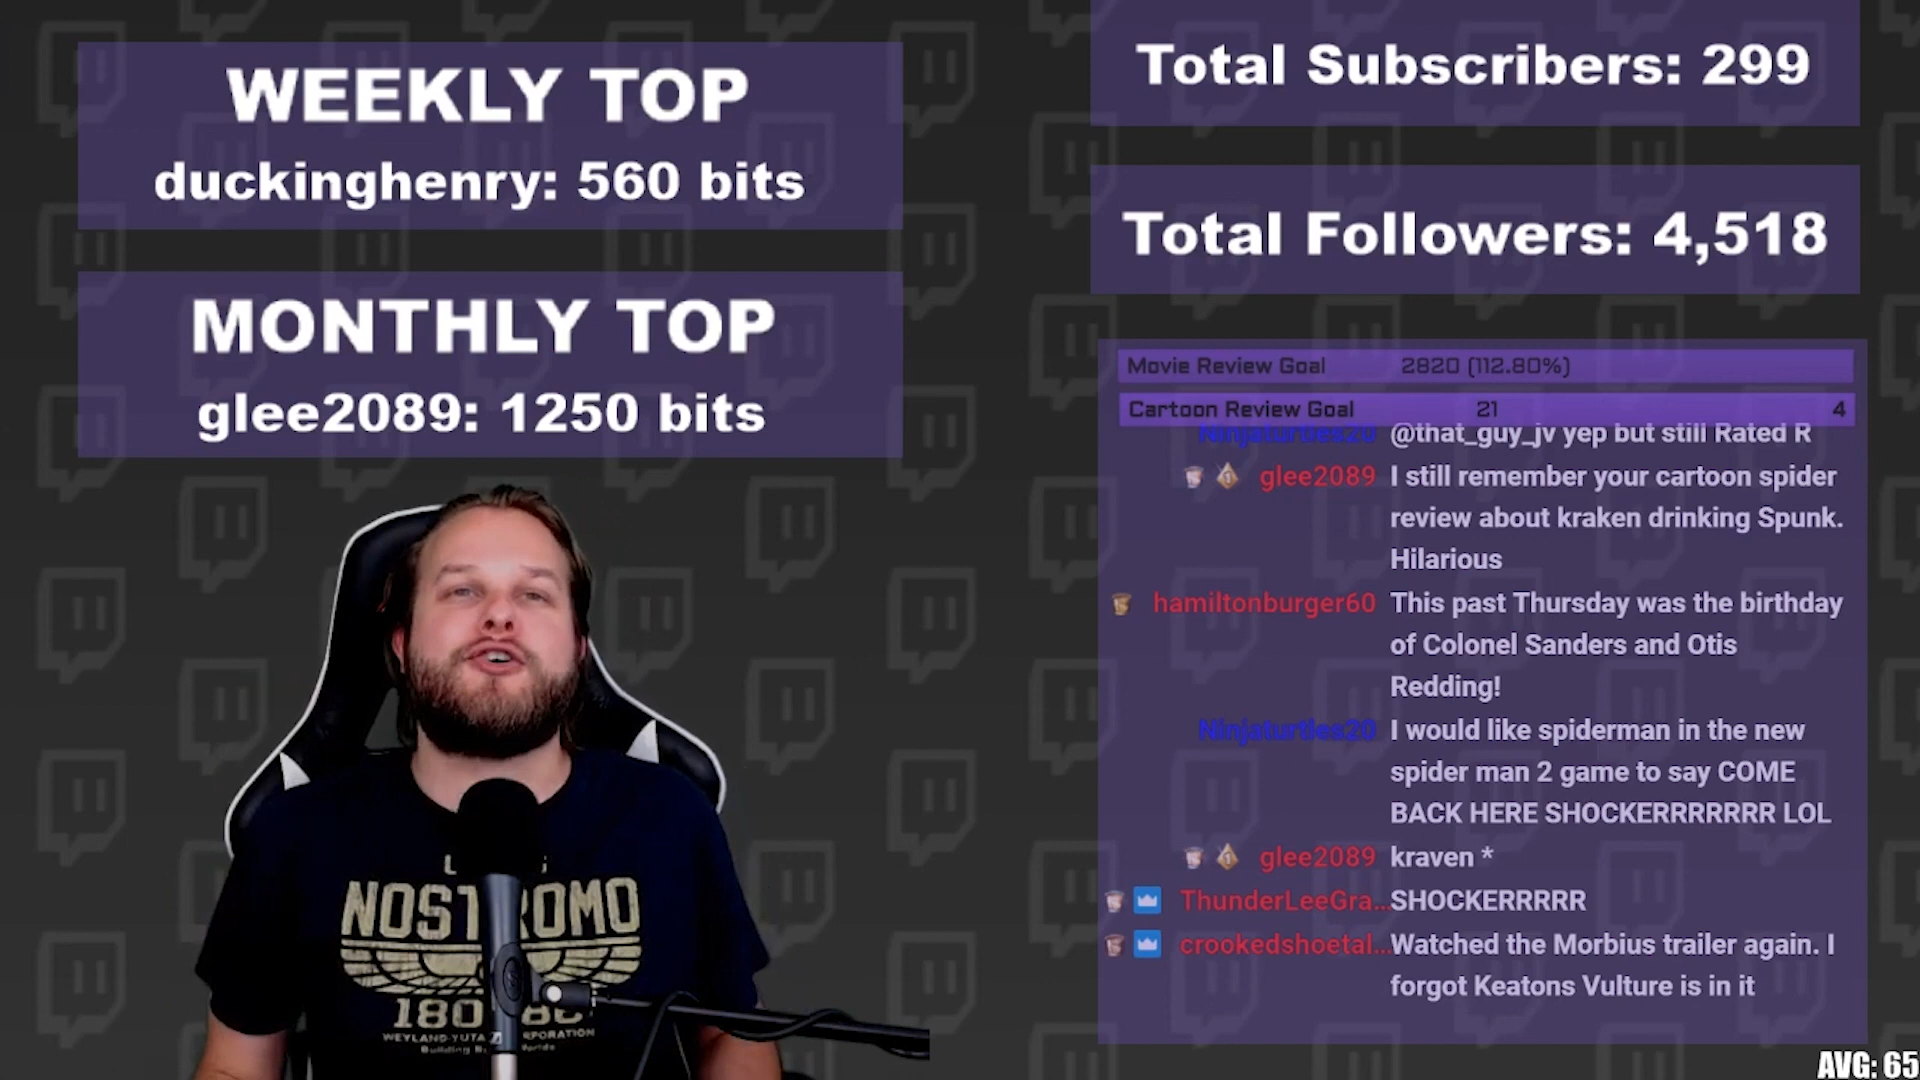 WEEKLY TOP
duckinghenry: 560 bits
MONTHLY TOP
glee2089: 1250 bits
Total Subscribers: 299
Total Followers: 4,518
Movie Review Goal 2820 (112.80%)
Cartoon Review Goal 21 4
Ninjaturtles20 @that_guy_jv yep but still Rated R
glee2089 I still remember your cartoon spider
review about kraken drinking Spunk.
Hilarious
hamiltonburger60 This past Thursday was the birthday
of Colonel Sanders and Otis
Redding!
Ninjaturtles20 I would like spiderman in the new
spider man 2 game to say COME
BACK HERE SHOCKERRRRRRR LOL
glee2089 kraven *
ThunderLeeGra... SHOCKERRRRR
crookedshoetal... Watched the Morbius trailer again. I
forgot Keatons Vulture is in it
NOSTROMO
180
WEYLAND-YUTA RPORATION
Building
AVG: 65